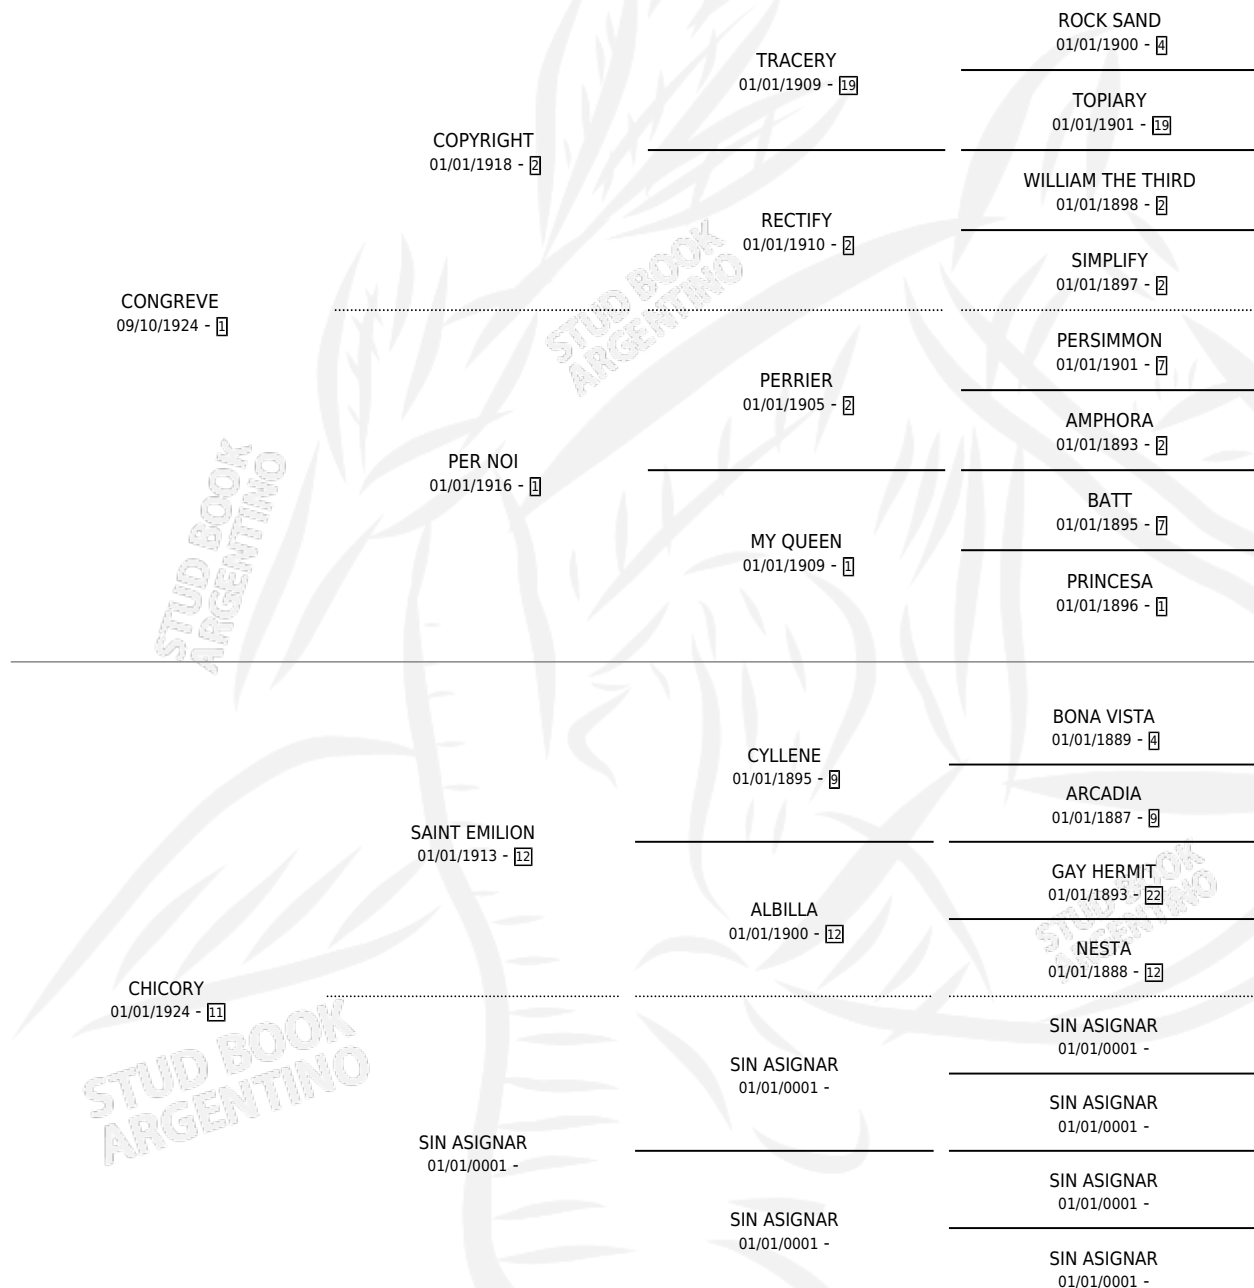 ROCK SAND
01/01/1900 - 4
TRACERY
01/01/1909 - 19
TOPIARY
01/01/1901 - 19
COPYRIGHT
01/01/1918 - 2
WILLIAM THE THIRD
01/01/1898 - 2
RECTIFY
01/01/1910 - 2
SIMPLIFY
01/01/1897 - 2
CONGREVE
09/10/1924 - 1
PERSIMMON
01/01/1901 - 7
PERRIER
01/01/1905 - 2
AMPHORA
01/01/1893 - 2
PER NOI
01/01/1916 - 1
BATT
01/01/1895 - 7
MY QUEEN
01/01/1909 - 1
PRINCESA
01/01/1896 - 1
STUD BOOK
ARGENTINO
STUD BOOK
ARGENTINO
BONA VISTA
01/01/1889 - 4
CYLLENE
01/01/1895 - 9
ARCADIA
01/01/1887 - 9
SAINT EMILION
01/01/1913 - 12
GAY HERMIT
01/01/1893 - 22
ALBILLA
01/01/1900 - 12
NESTA
01/01/1888 - 12
STUD BOOK
ARGENTINO
CHICORY
01/01/1924 - 11
SIN ASIGNAR
01/01/0001 -
SIN ASIGNAR
01/01/0001 -
SIN ASIGNAR
01/01/0001 -
SIN ASIGNAR
01/01/0001 -
SIN ASIGNAR
01/01/0001 -
SIN ASIGNAR
01/01/0001 -
SIN ASIGNAR
01/01/0001 -
STUD BOOK
ARGENTINO